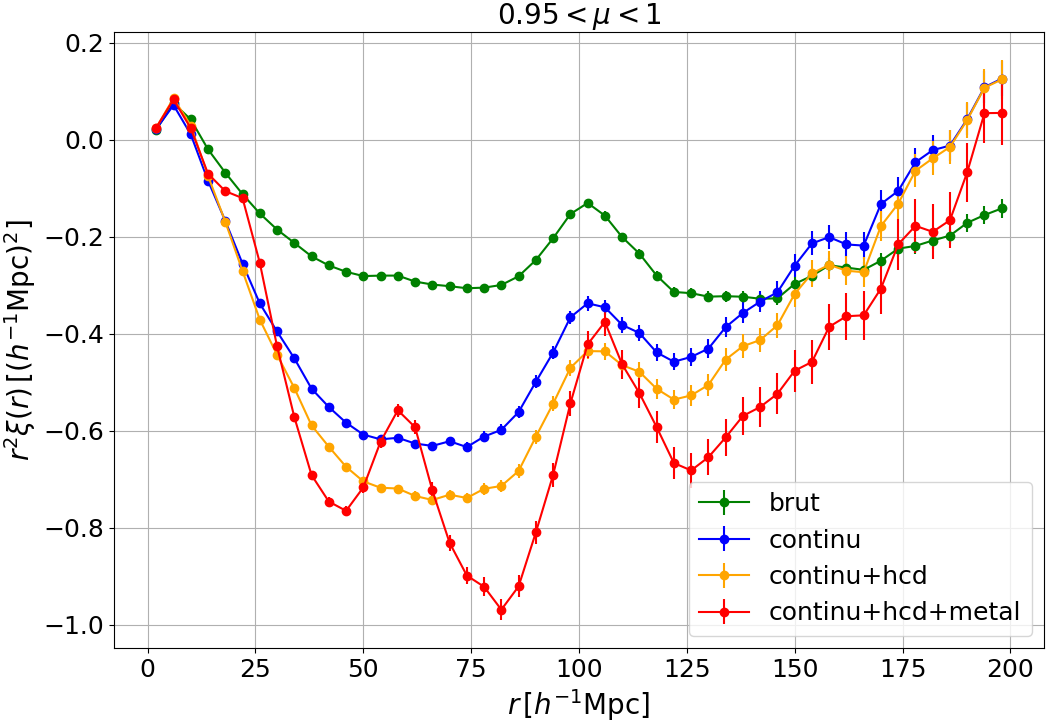 0.95 < μ < 1
0.2
0.0
−0.2
−0.4
−0.6
−0.8
−1.0
r²ξ(r) [(h⁻¹Mpc)²]
brut
continu
continu+hcd
continu+hcd+metal
0 25 50 75 100 125 150 175 200
r [h⁻¹Mpc]